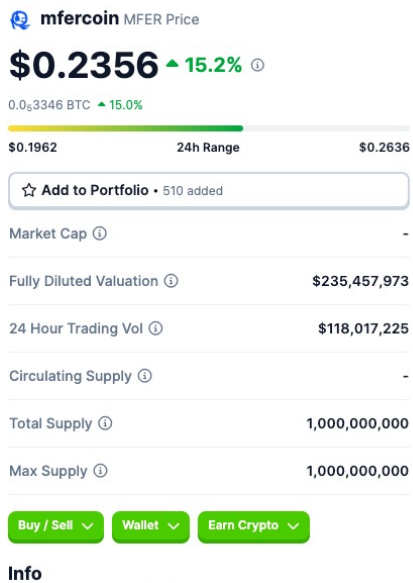 mfercoin MFER Price
$0.2356 ▲ 15.2%
0.0₅3346 BTC ▲ 15.0%
$0.1962 24h Range $0.2636
Add to Portfolio • 510 added
Market Cap -
Fully Diluted Valuation $235,457,973
24 Hour Trading Vol $118,017,225
Circulating Supply -
Total Supply 1,000,000,000
Max Supply 1,000,000,000
Buy / Sell Wallet Earn Crypto
Info